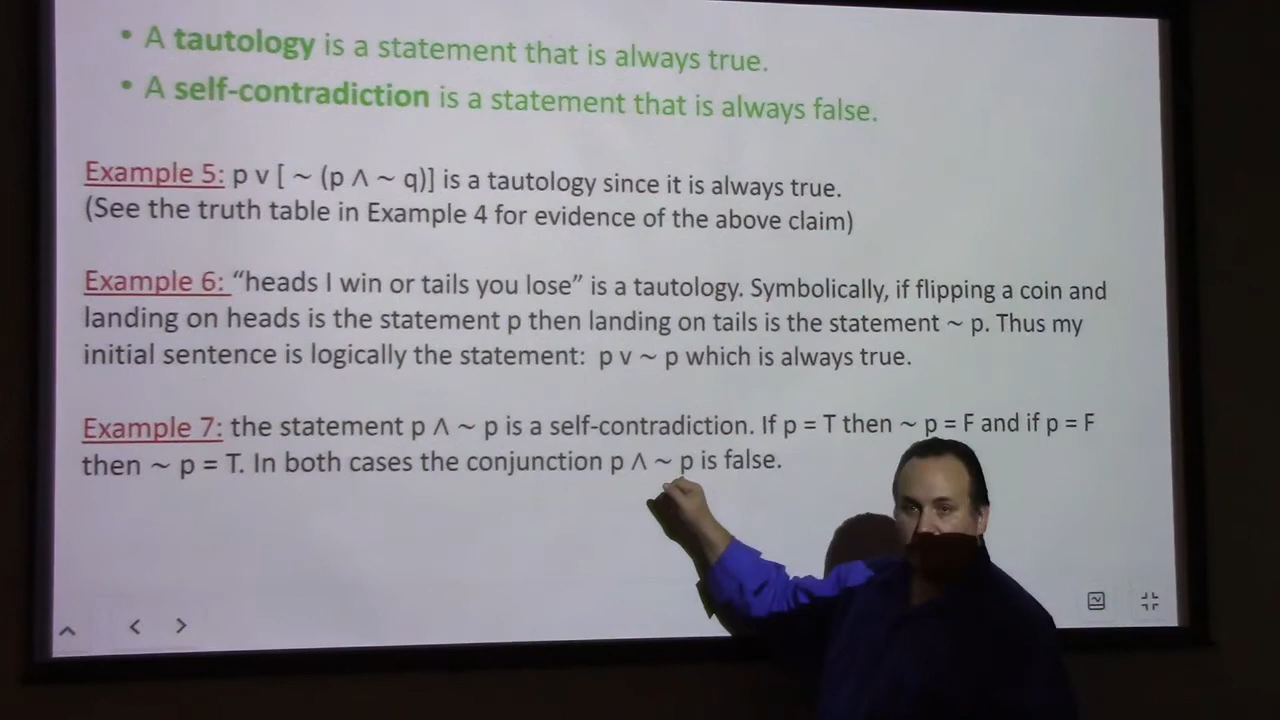 • A tautology is a statement that is always true.
• A self-contradiction is a statement that is always false.
Example 5: p v [ ~ (p ∧ ~ q)] is a tautology since it is always true.
(See the truth table in Example 4 for evidence of the above claim)
Example 6: “heads I win or tails you lose” is a tautology. Symbolically, if flipping a coin and
landing on heads is the statement p then landing on tails is the statement ~ p. Thus my
initial sentence is logically the statement: p v ~ p which is always true.
Example 7: the statement p ∧ ~ p is a self-contradiction. If p = T then ~ p = F and if p = F
then ~ p = T. In both cases the conjunction p ∧ ~ p is false.